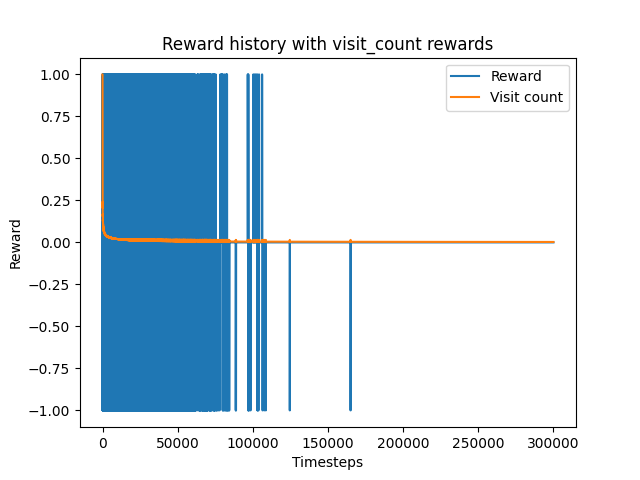 Reward history with visit_count rewards
Reward
Visit count
1.00
0.75
0.50
0.25
0.00
−0.25
−0.50
−0.75
−1.00
Reward
0 50000 100000 150000 200000 250000 300000
Timesteps